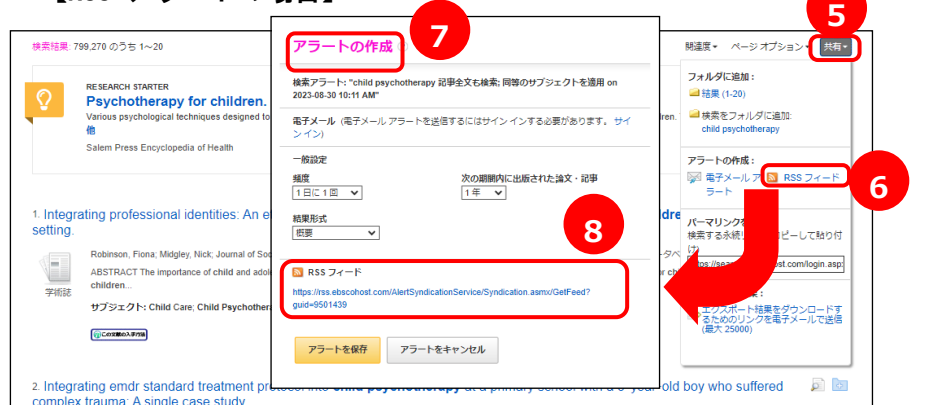 5
7
アラートの作成
検索結果: 799,270 のうち 1～20
関連度 ページ オプション 共有
検索アラート: "child psychotherapy 記事全文も検索; 同等のサブジェクトを適用 on
2023-08-30 10:11 AM"
RESEARCH STARTER
Psychotherapy for children.
Various psychological techniques designed to
他
Salem Press Encyclopedia of Health
電子メール (電子メール アラートを送信するにはサイン インする必要があります。 サイ
ン イン)
一般設定
頻度
1日に1回
次の期間内に出版された論文・記事
1年
結果形式
概要
8
RSS フィード
https://rss.ebscohost.com/AlertSyndicationService/Syndication.asmx/GetFeed?
guid=9501439
アラートを保存 アラートをキャンセル
フォルダに追加:
結果 (1-20)
検索をフォルダに追加:
child psychotherapy
アラートの作成:
電子メール ア
ラート
RSS フィード
6
パーマリンクを
検索する永続 ピーして貼り付
け:
エクスポート結果をダウンロードす
るためのリンクを電子メールで送信
(最大 25000)
1. Integrating professional identities: An
setting.
Robinson, Fiona; Midgley, Nick; Journal of Soc
ABSTRACT The importance of child and adol
children...
学術誌
サブジェクト: Child Care; Child Psychothera
この文献の入手方法
2. Integrating emdr standard treatment protocol into child psychotherapy at a primary school with a year-old boy who suffered
complex trauma: A single case study